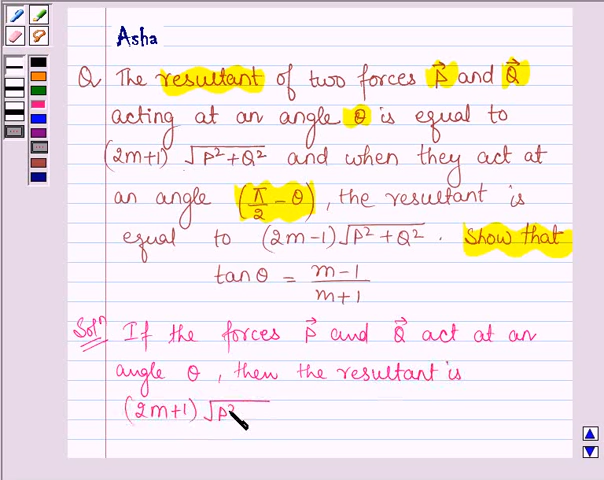 Asha
Q The resultant of two forces P⃗ and Q⃗
acting at an angle θ is equal to
(2m+1) √(P²+Q²) and when they act at
an angle (π/2 - θ), the resultant is
equal to (2m-1)√(P²+Q²). Show that
tanθ = (m-1)/(m+1)
Solⁿ If the forces P⃗ and Q⃗ act at an
angle θ, then the resultant is
(2m+1) √P²